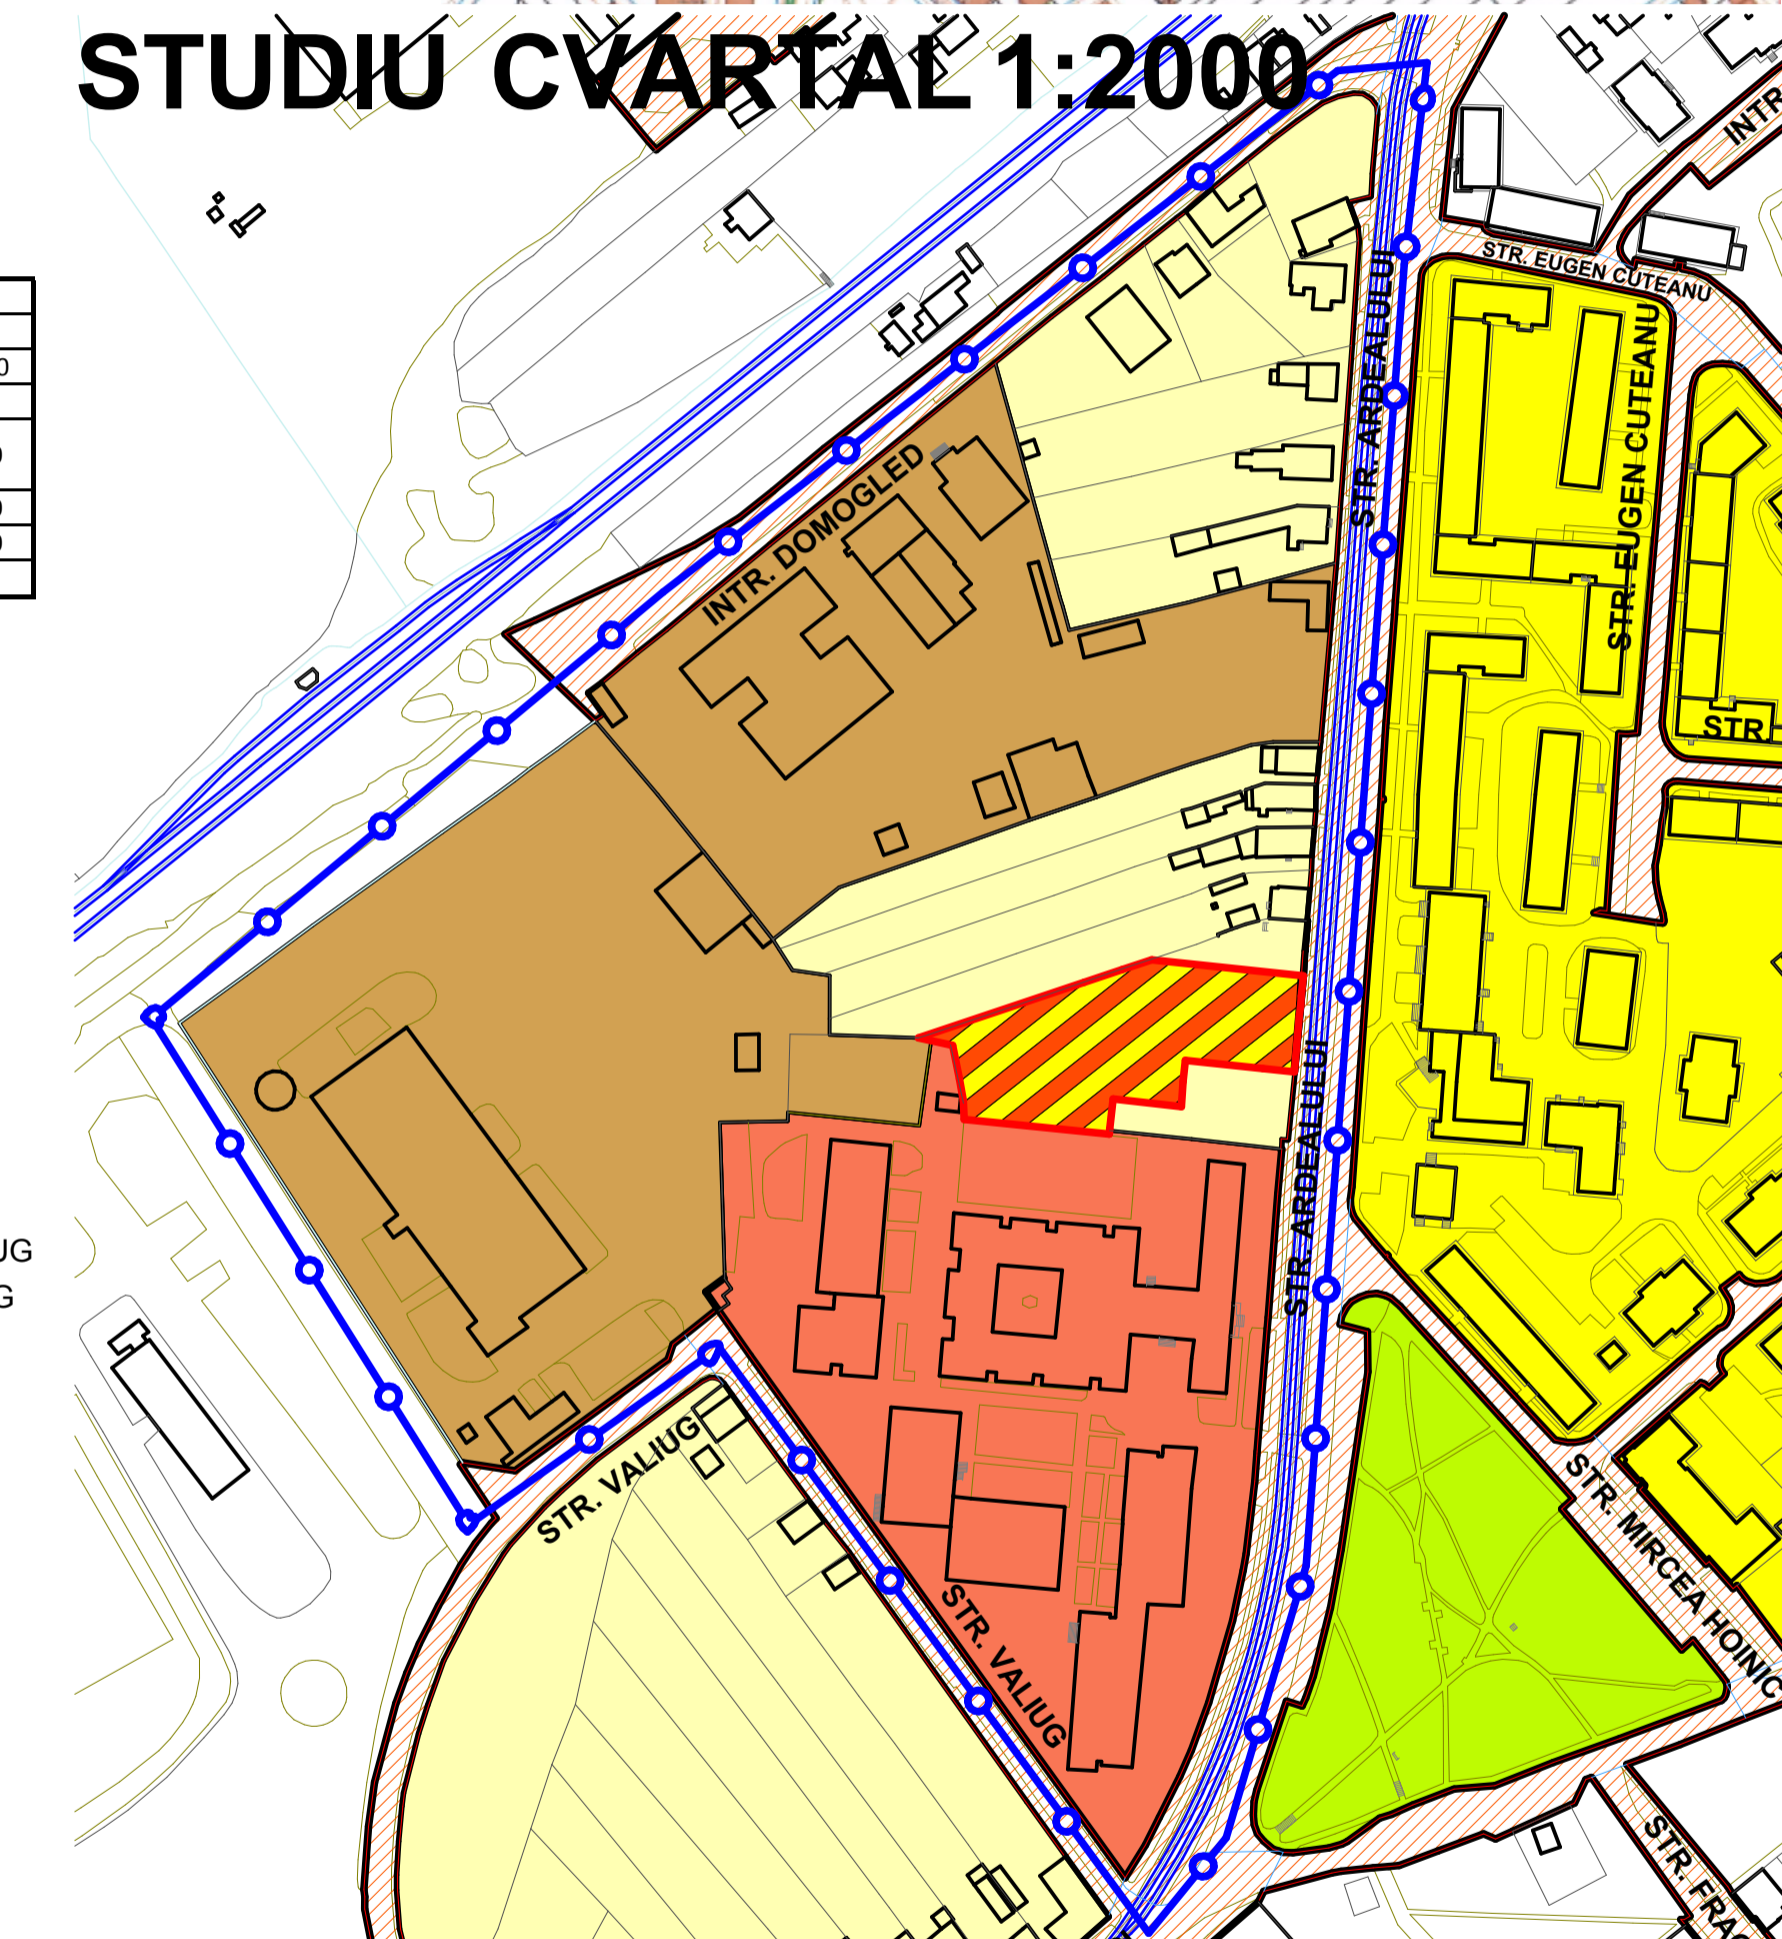 STUDIU CVARTAL 1:2000
INTR.
STR. EUGEN CUTEANU
STR. ARDEALULUI
STR. EUGEN CUTEANU
INTR. DOMOGLED
STR.
STR. ARDEALULUI
STR. VALIUG
STR. VALIUG
STR. MIRCEA HOINIC
STR. FRA